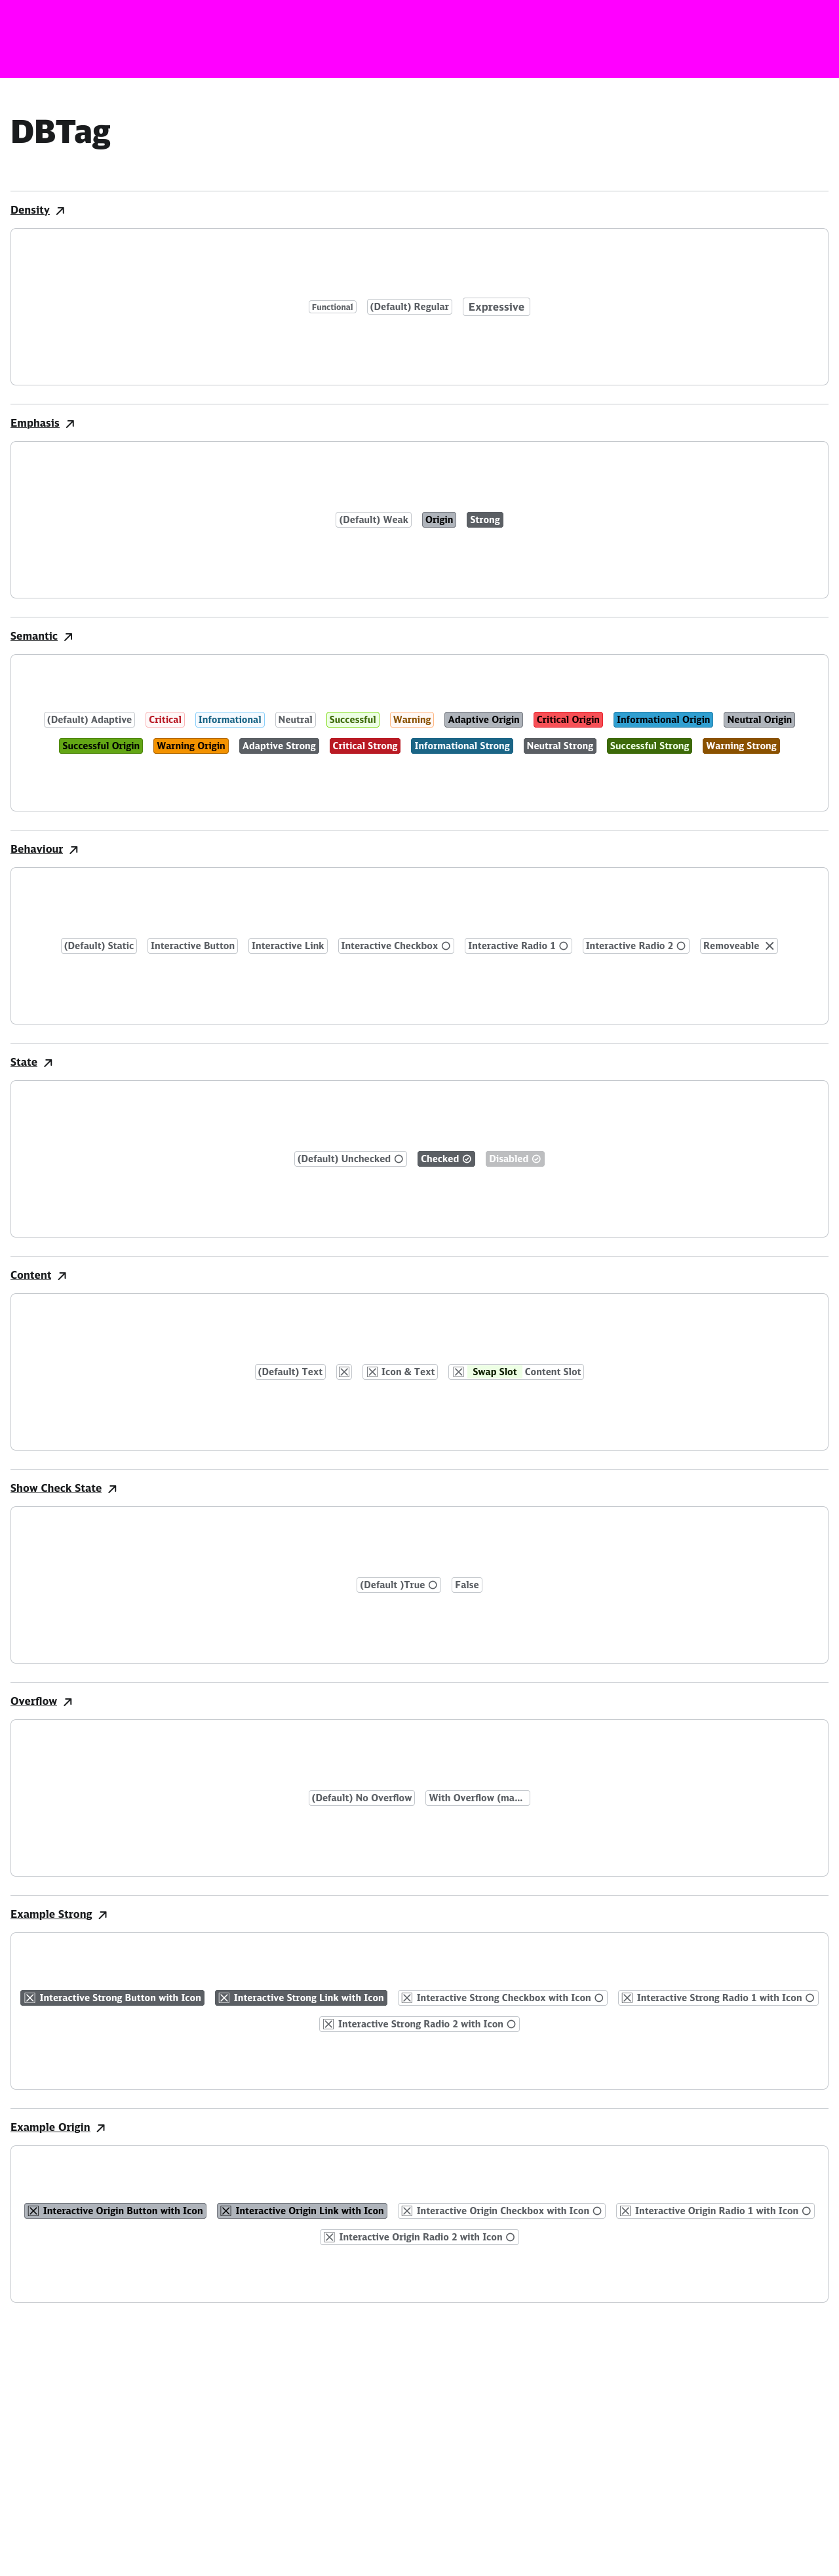 DBTag
Density
Functional (Default) Regular Expressive
Emphasis
(Default) Weak Origin Strong
Semantic
(Default) Adaptive Critical Informational Neutral Successful Warning Adaptive Origin Critical Origin Informational Origin Neutral Origin
Successful Origin Warning Origin Adaptive Strong Critical Strong Informational Strong Neutral Strong Successful Strong Warning Strong
Behaviour
(Default) Static Interactive Button Interactive Link Interactive Checkbox Interactive Radio 1 Interactive Radio 2 Removeable
State
(Default) Unchecked Checked Disabled
Content
(Default) Text Icon & Text Swap Slot Content Slot
Show Check State
(Default )True False
Overflow
(Default) No Overflow With Overflow (ma...
Example Strong
Interactive Strong Button with Icon Interactive Strong Link with Icon Interactive Strong Checkbox with Icon Interactive Strong Radio 1 with Icon
Interactive Strong Radio 2 with Icon
Example Origin
Interactive Origin Button with Icon Interactive Origin Link with Icon Interactive Origin Checkbox with Icon Interactive Origin Radio 1 with Icon
Interactive Origin Radio 2 with Icon